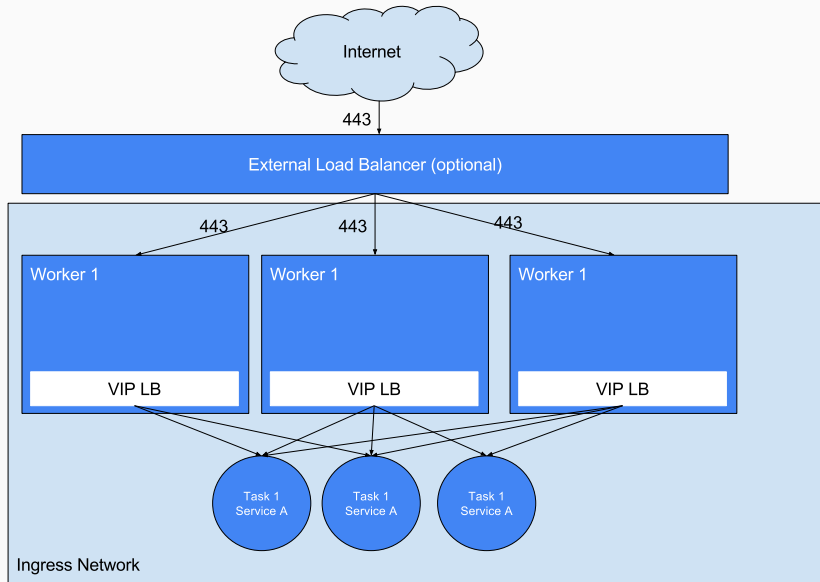 Internet
443
External Load Balancer (optional)
443
443
443
Worker 1
Worker 1
Worker 1
VIP LB
VIP LB
VIP LB
Task 1
Service A
Task 1
Service A
Task 1
Service A
Ingress Network